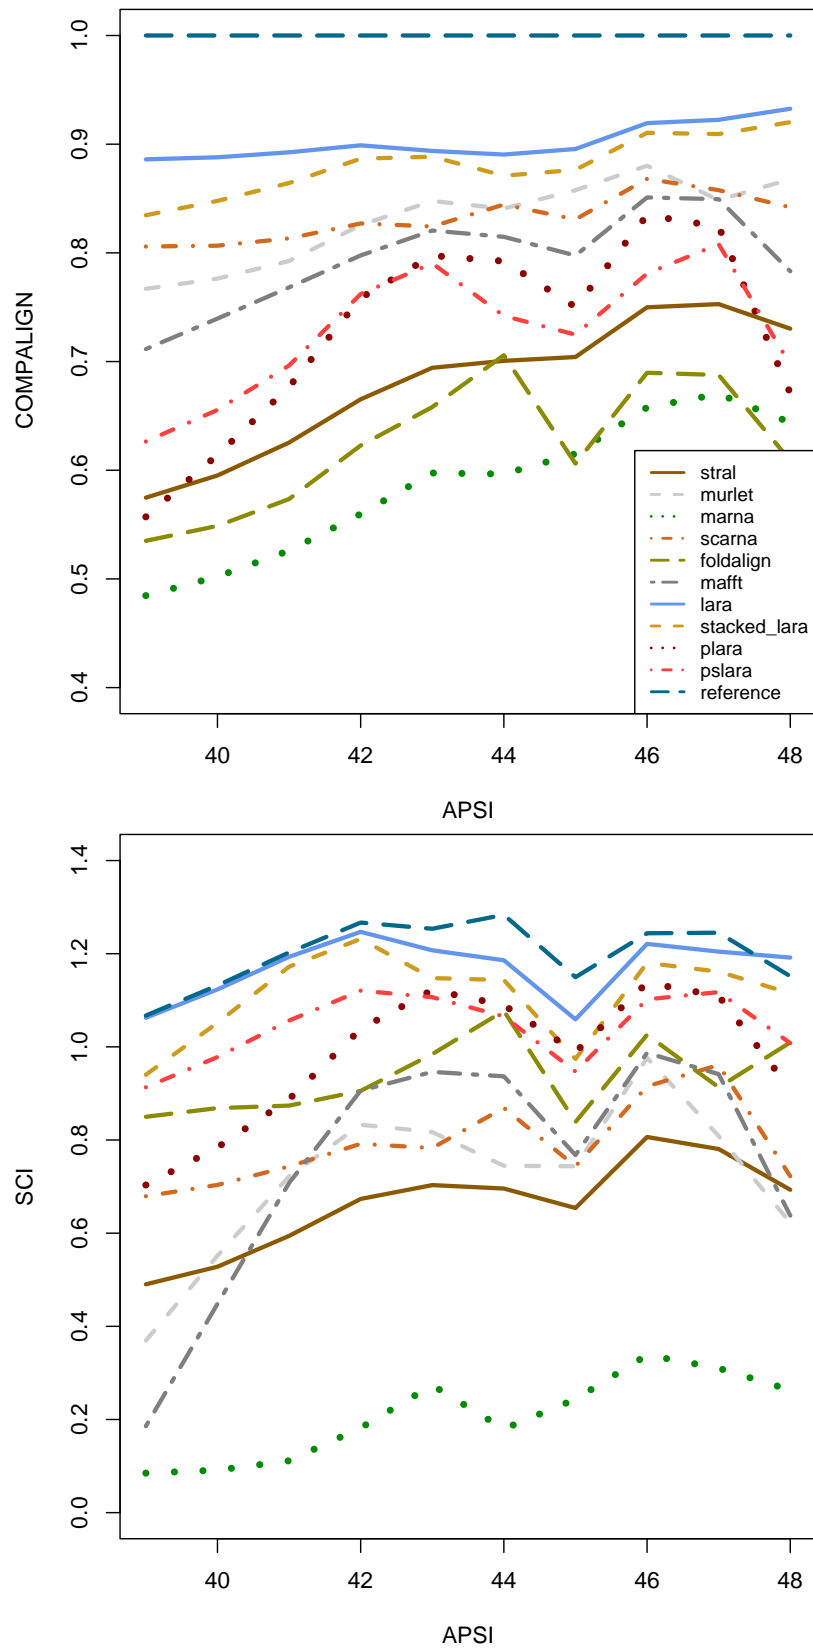 1.0
0.9
0.8
0.7
0.6
0.5
0.4
COMPALIGN
stral
murlet
marna
scarna
foldalign
mafft
lara
stacked_lara
plara
pslara
reference
40 42 44 46 48
APSI
1.4
1.2
1.0
0.8
0.6
0.4
0.2
0.0
SCI
40 42 44 46 48
APSI